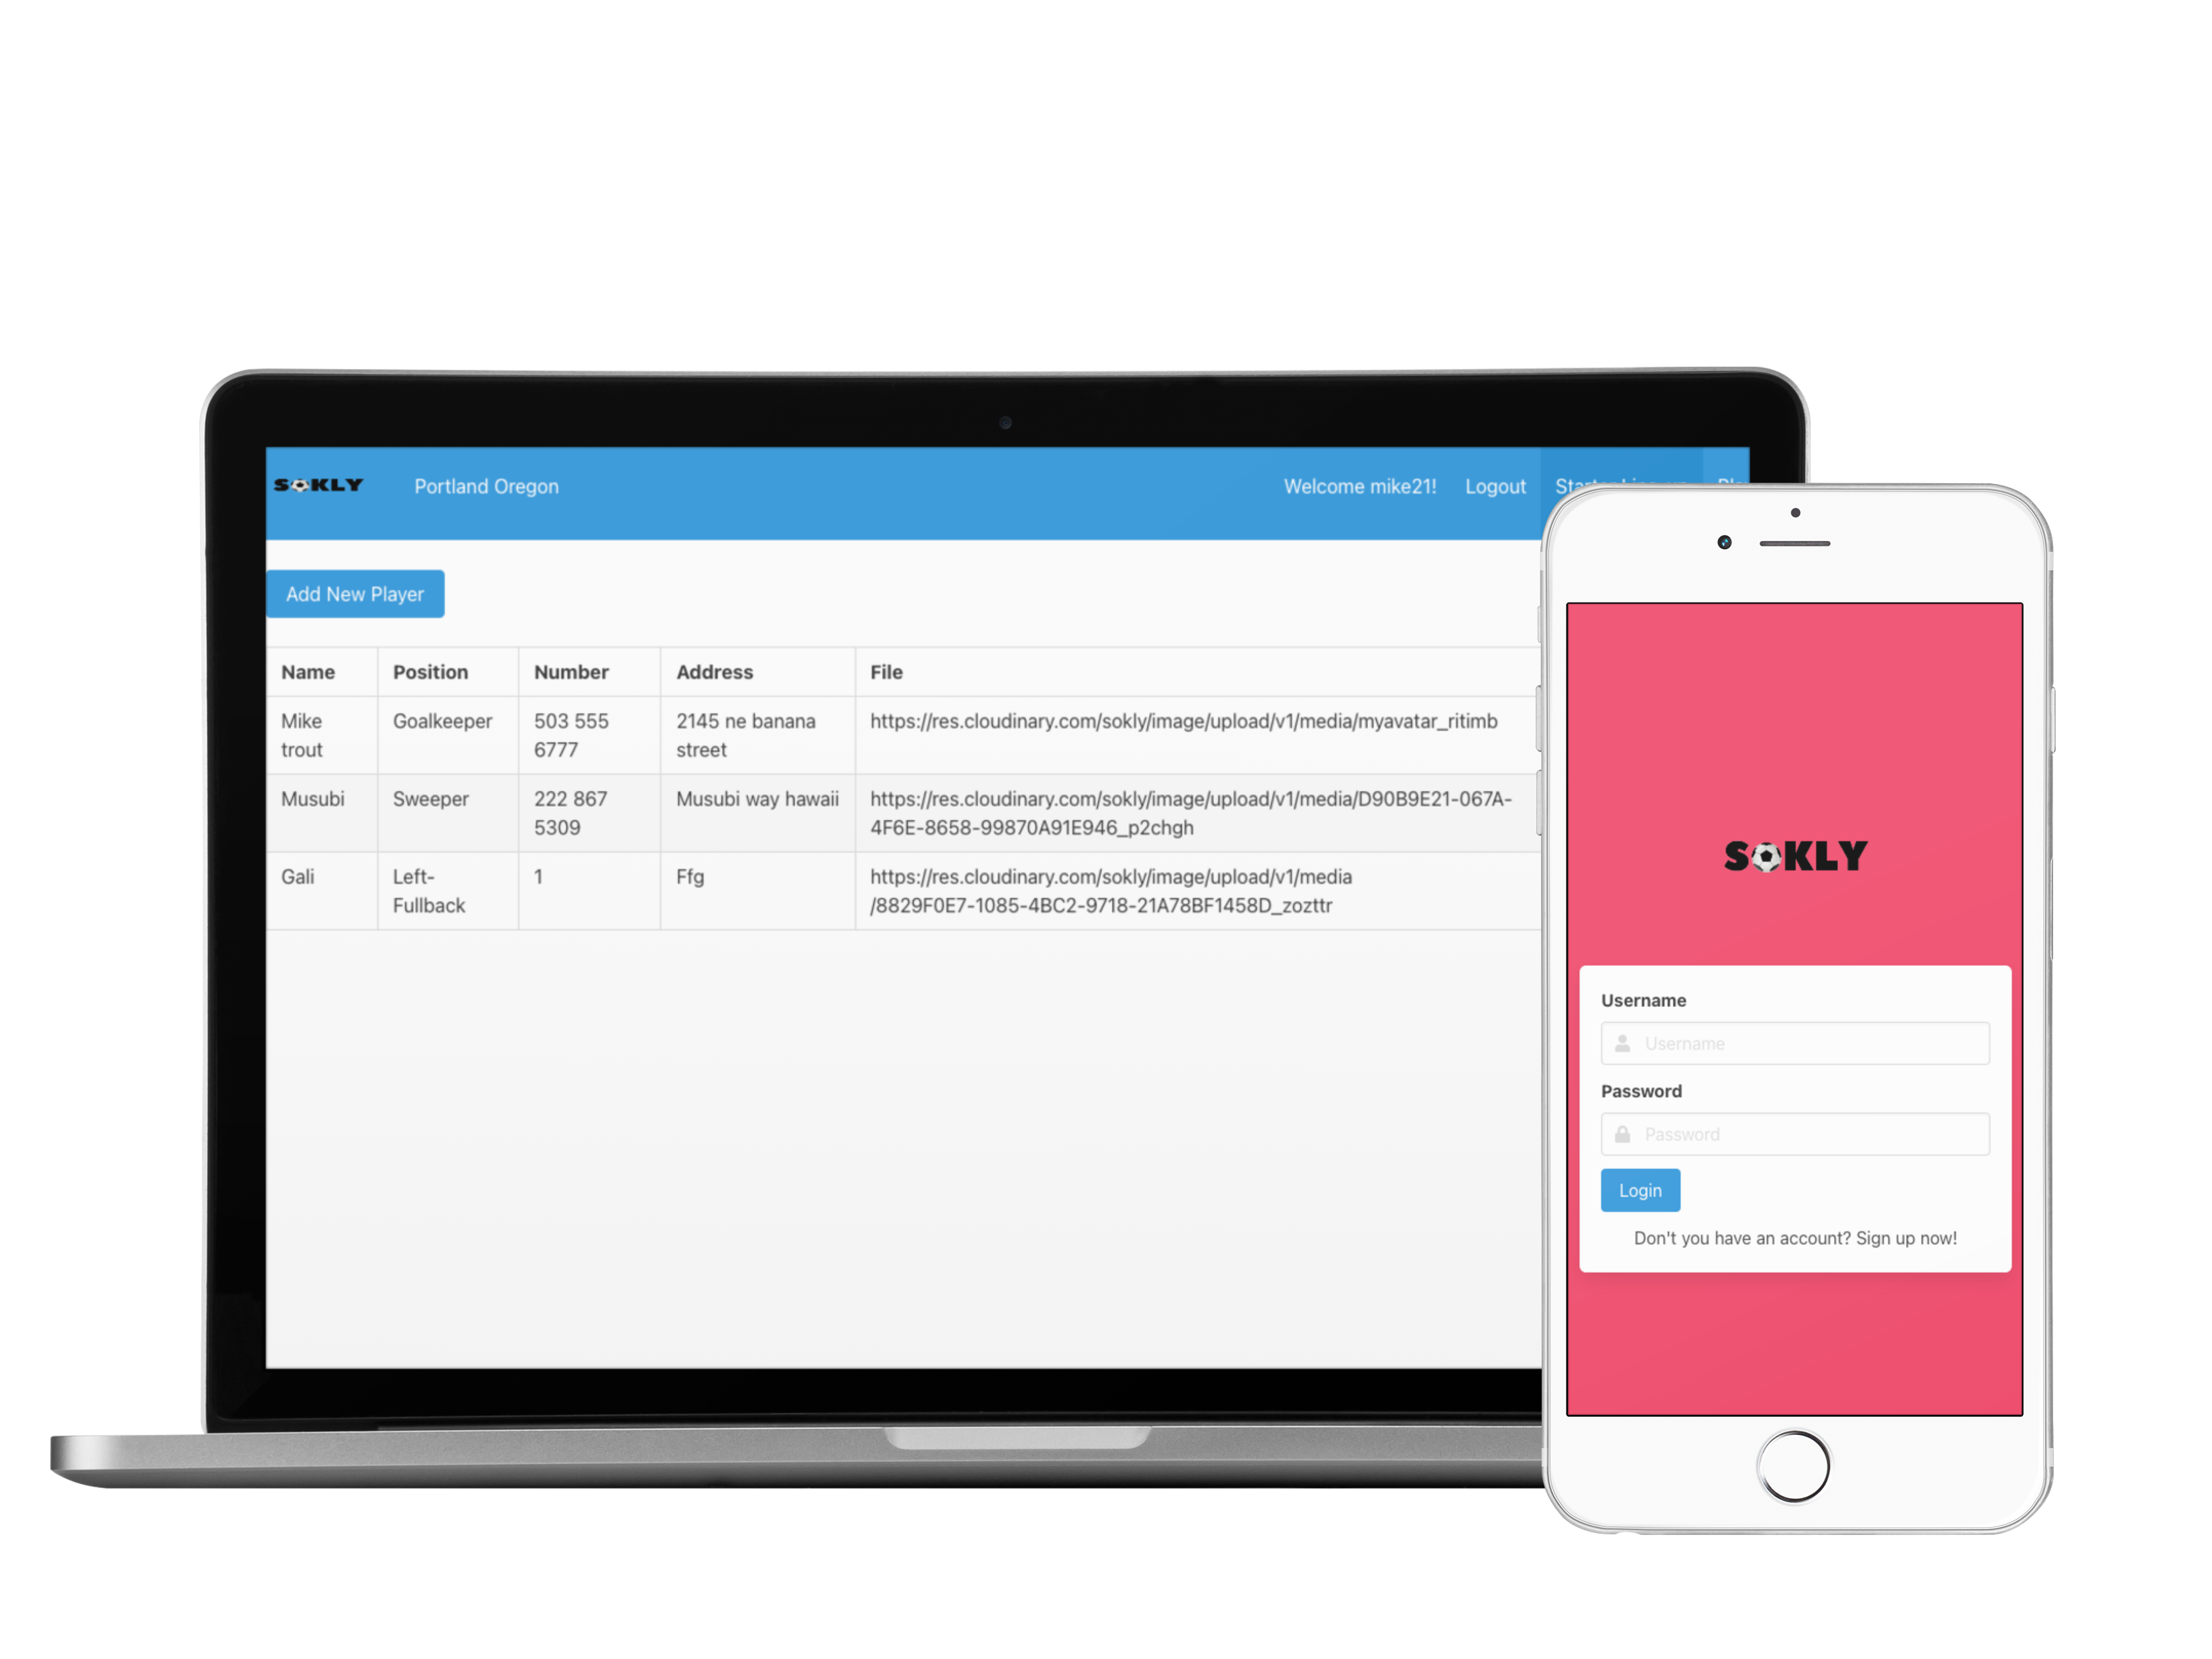 SOKLY Portland Oregon Welcome mike21! Logout
Add New Player
Name Position Number Address File
Mike Goalkeeper 503 555 2145 ne banana https://res.cloudinary.com/sokly/image/upload/v1/media/myavatar_ritimb
trout 6777 street
Musubi Sweeper 222 867 Musubi way hawaii https://res.cloudinary.com/sokly/image/upload/v1/media/D90B9E21-067A-
5309 4F6E-8658-99870A91E946_p2chgh
Gali Left- 1 Ffg https://res.cloudinary.com/sokly/image/upload/v1/media
Fullback /8829F0E7-1085-4BC2-9718-21A78BF1458D_zozttr
SOKLY
Username
Username
Password
Password
Login
Don't you have an account? Sign up now!